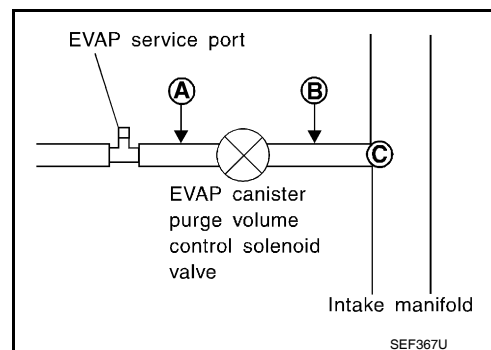 EVAP service port
A
B
C
EVAP canister
purge volume
control solenoid
valve
Intake manifold
SEF367U